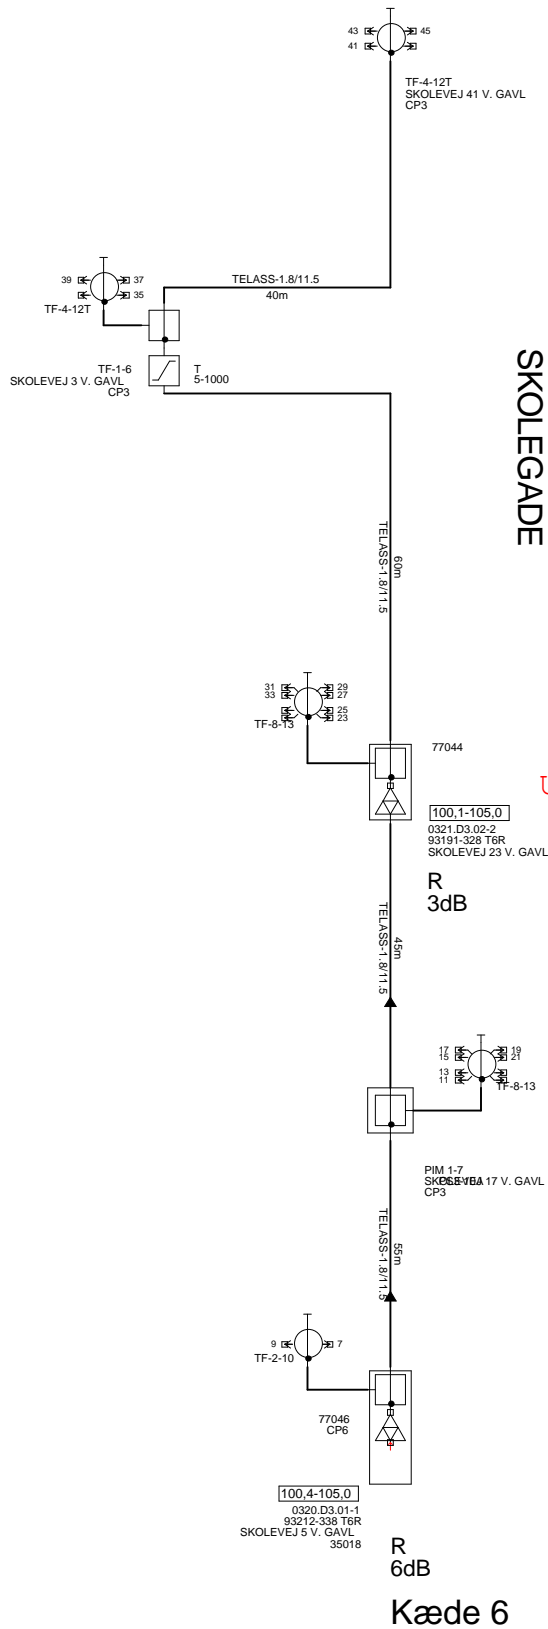 43
45
41
TF-4-12T
SKOLEVEJ 41 V. GAVL
CP3
39
37
35
TF-4-12T
TELASS-1.8/11.5
40m
TF-1-6
SKOLEVEJ 3 V. GAVL
CP3
T
5-1000
SKOLEGADE
60m
TELASS-1.8/11.5
31
29
33
27
25
23
TF-8-13
77044
100,1-105,0
0321.D3.02-2
93191-328 T6R
SKOLEVEJ 23 V. GAVL
R
3dB
45m
TELASS-1.8/11.5
17
19
15
21
13
11
TF-8-13
PIM 1-7
17 V. GAVL
CP3
55m
TELASS-1.8/11.5
9
7
TF-2-10
77046
CP6
100,4-105,0
0320.D3.01-1
93212-338 T6R
SKOLEVEJ 5 V. GAVL
35018
R
6dB
Kæde 6